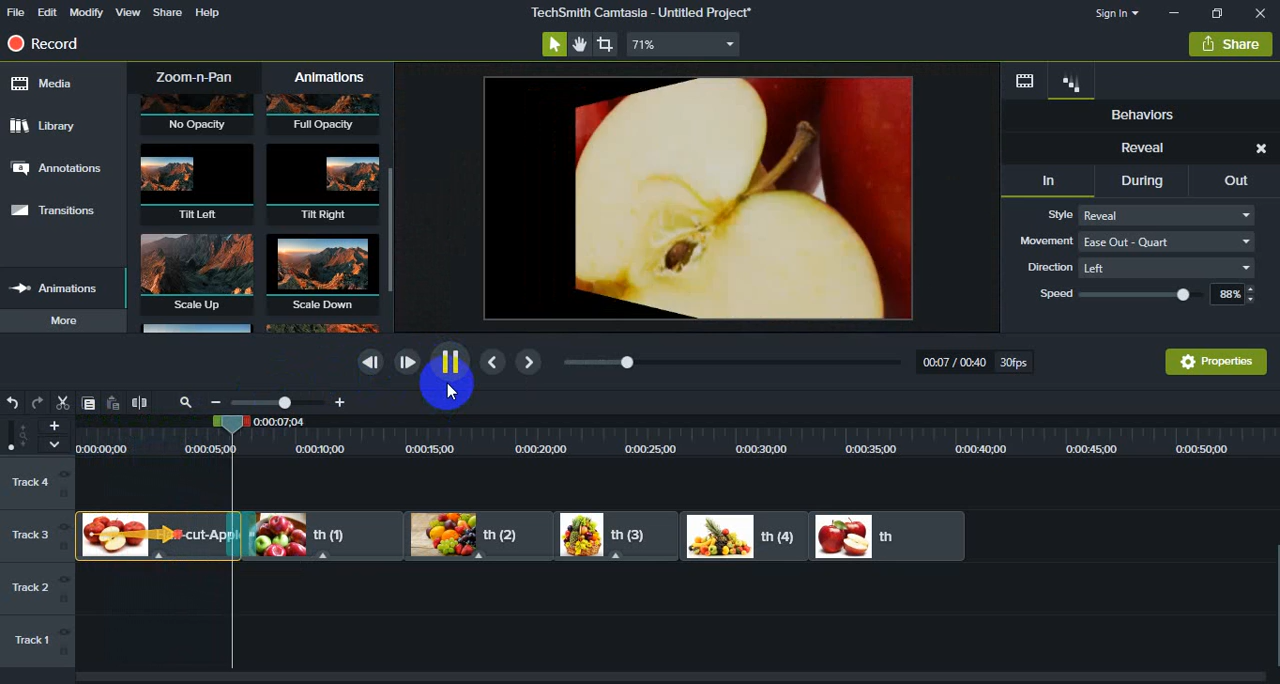 File Edit Modify View Share Help
TechSmith Camtasia - Untitled Project*
Sign In
Record
71%
Share
Media
Library
Annotations
Transitions
Animations
More
Zoom-n-Pan
Animations
No Opacity
Full Opacity
Tilt Left
Tilt Right
Scale Up
Scale Down
Behaviors
Reveal
In
During
Out
Style Reveal
Movement Ease Out - Quart
Direction Left
Speed 88%
00:07 / 00:40 30fps
Properties
0:00:07;04
0:00:00;00 0:00:05;00 0:00:10;00 0:00:15;00 0:00:20;00 0:00:25;00 0:00:30;00 0:00:35;00 0:00:40;00 0:00:45;00 0:00:50;00
Track 4
Track 3
-cut-Appl
th (1)
th (2)
th (3)
th (4)
th
Track 2
Track 1